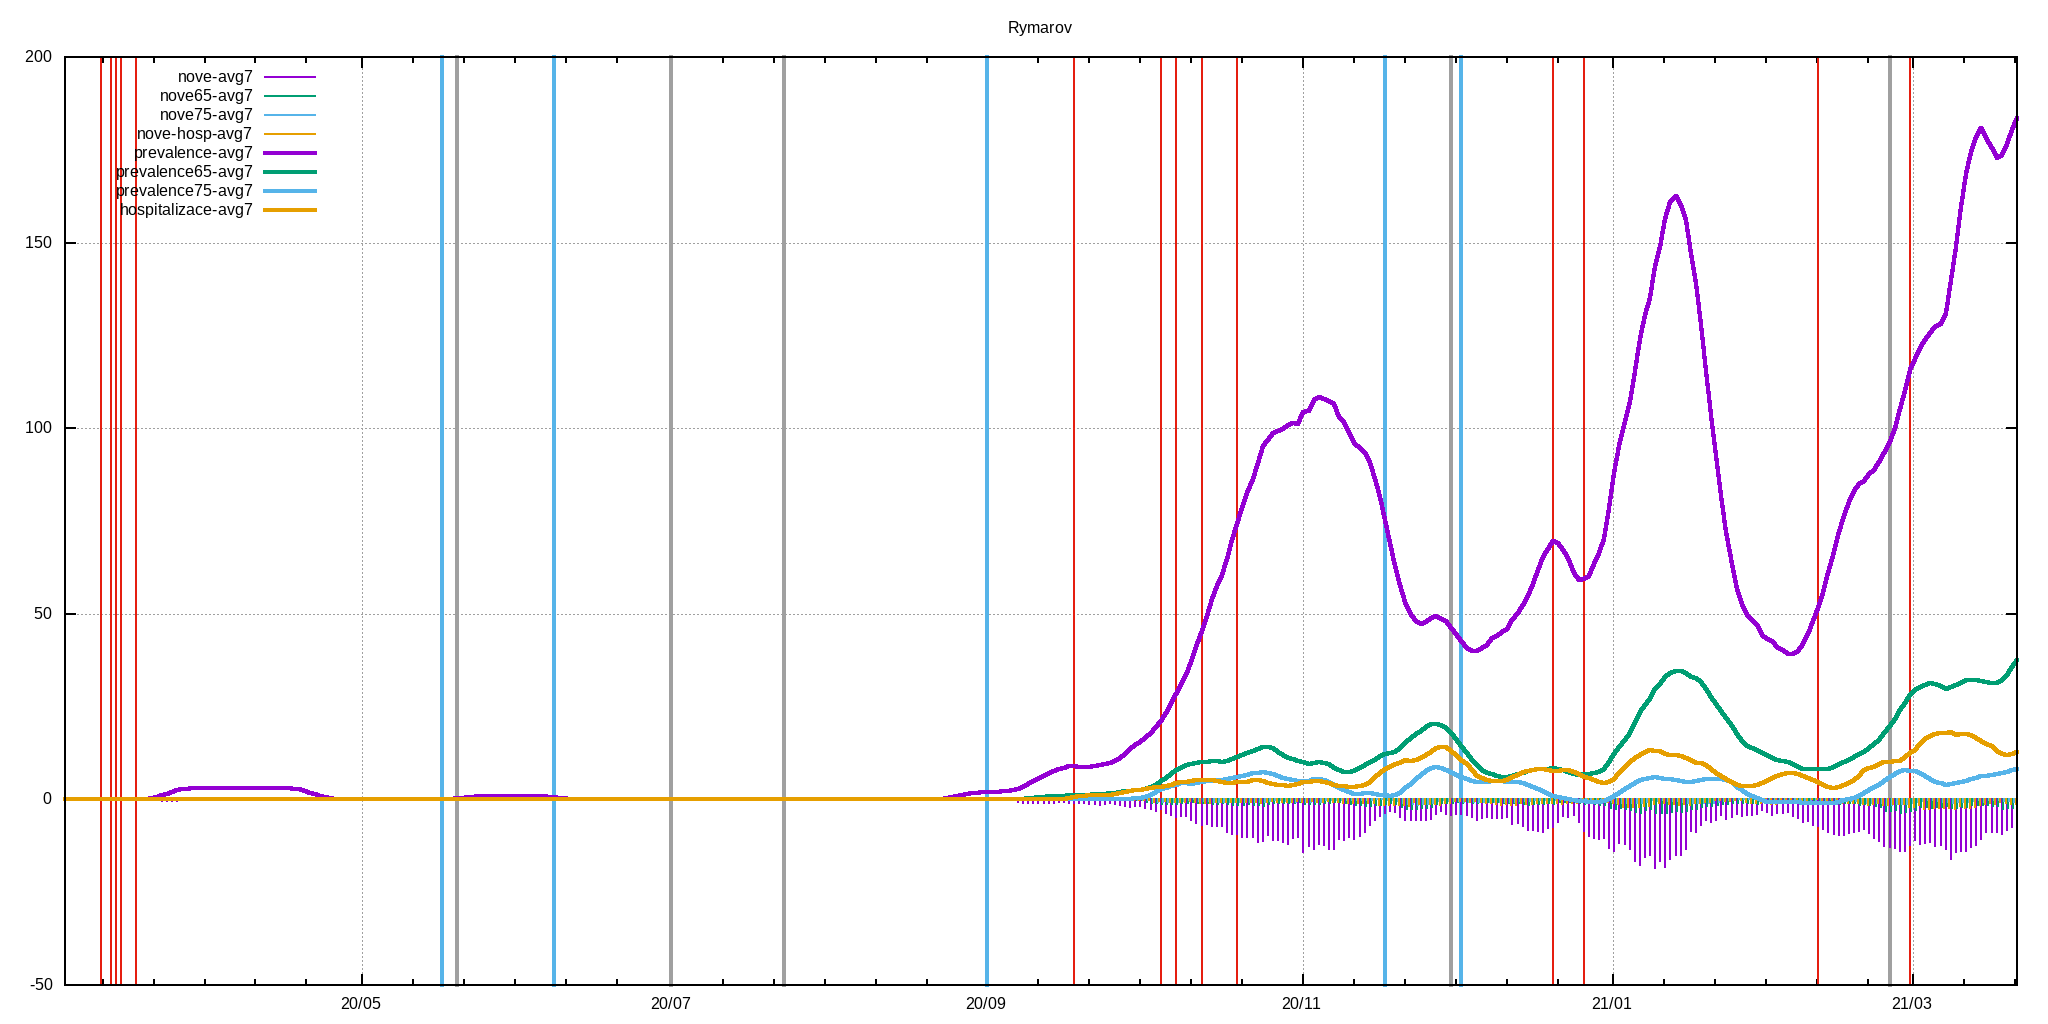 Rymarov
200
nove-avg7
nove65-avg7
nove75-avg7
nove-hosp-avg7
prevalence-avg7
prevalence65-avg7
prevalence75-avg7
hospitalizace-avg7
150
100
50
0
-50
20/05 20/07 20/09 20/11 21/01 21/03